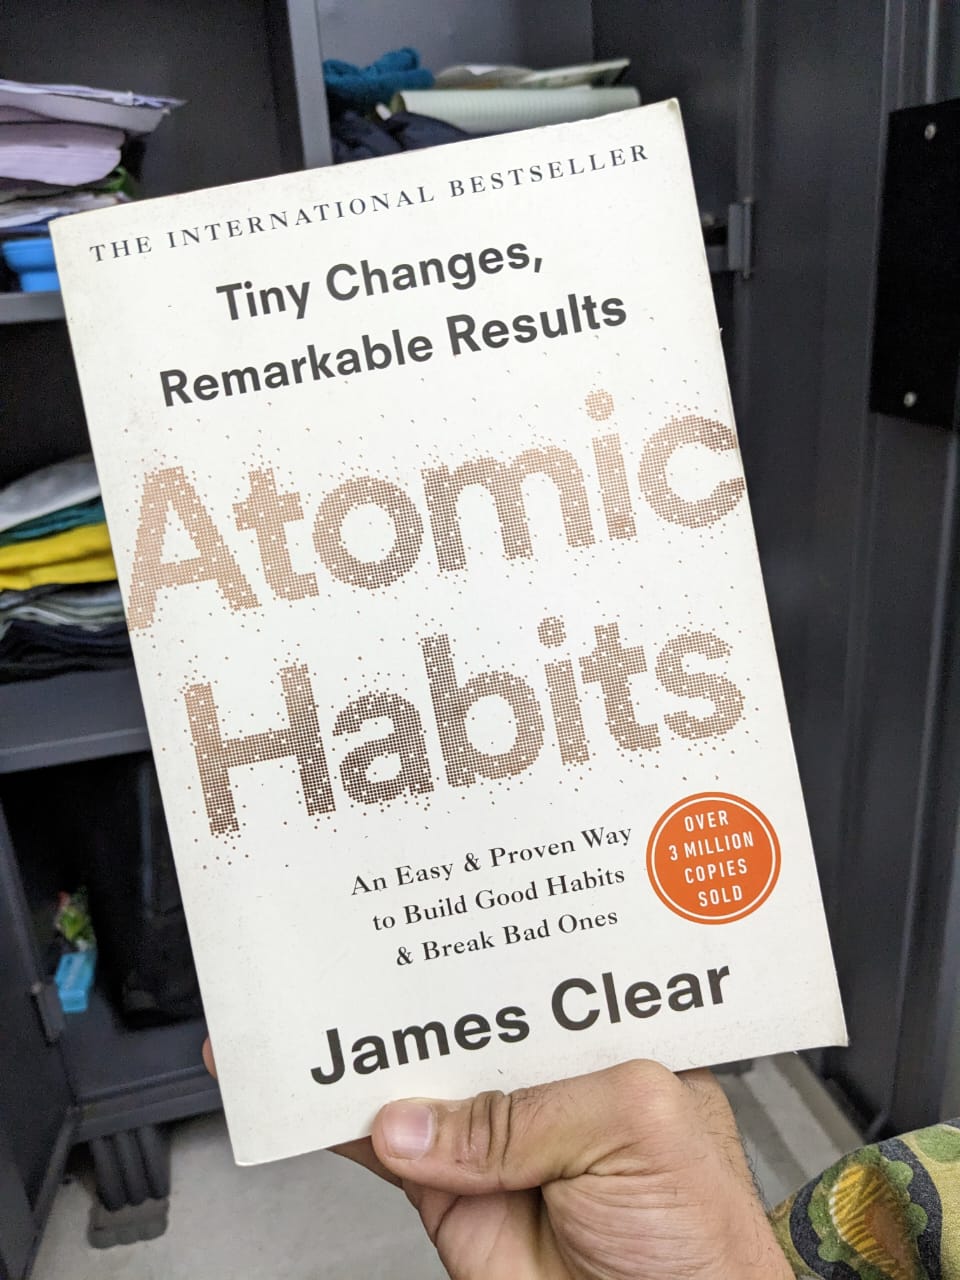 THE INTERNATIONAL BESTSELLER
Tiny Changes,
Remarkable Results
Atomic
Habits
An Easy & Proven Way
to Build Good Habits
& Break Bad Ones
OVER
3 MILLION
COPIES
SOLD
James Clear